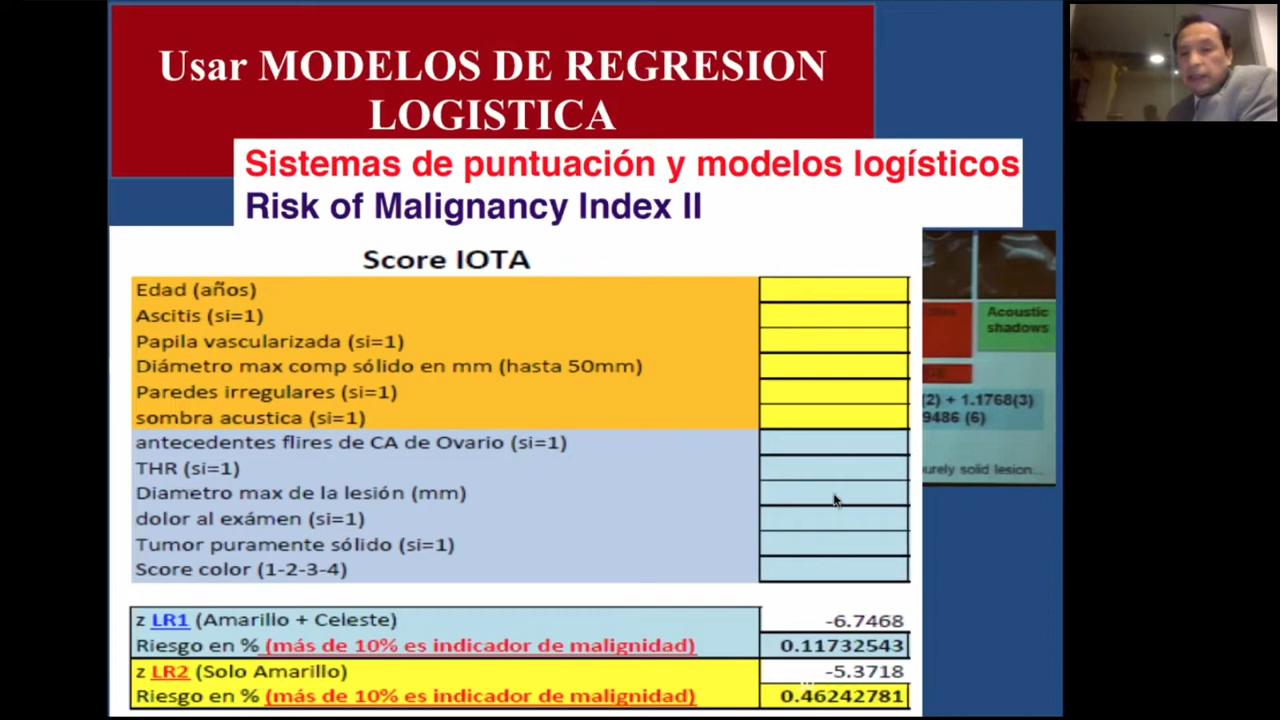 Usar MODELOS DE REGRESION
LOGISTICA
Sistemas de puntuación y modelos logísticos
Risk of Malignancy Index II
Score IOTA
Edad (años)
Ascitis (si=1)
Papila vascularizada (si=1)
Diámetro max comp sólido en mm (hasta 50mm)
Paredes irregulares (si=1)
sombra acustica (si=1)
antecedentes flires de CA de Ovario (si=1)
THR (si=1)
Diametro max de la lesión (mm)
dolor al exámen (si=1)
Tumor puramente sólido (si=1)
Score color (1-2-3-4)
z LR1 (Amarillo + Celeste) -6.7468
Riesgo en % (más de 10% es indicador de malignidad) 0.11732543
z LR2 (Solo Amarillo) -5.3718
Riesgo en % (más de 10% es indicador de malignidad) 0.46242781
Acoustic
shadows
(2) + 1.1768(3)
9486 (6)
urely solid lesion...